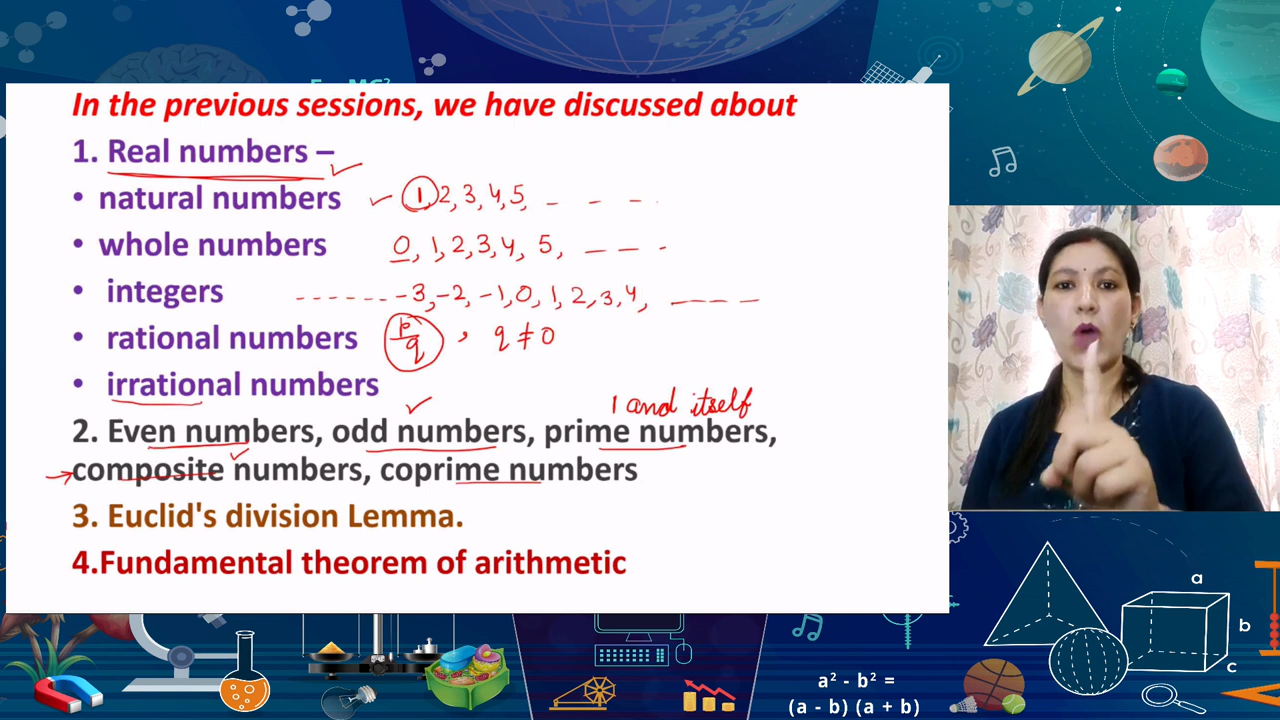 In the previous sessions, we have discussed about
1. Real numbers –
• natural numbers 1, 2, 3, 4, 5, - - -
• whole numbers 0, 1, 2, 3, 4, 5, - - -
• integers - - - - - - - -3, -2, -1, 0, 1, 2, 3, 4, - - - -
• rational numbers p/q , q ≠ 0
• irrational numbers
1 and itself
2. Even numbers, odd numbers, prime numbers,
composite numbers, coprime numbers
3. Euclid's division Lemma.
4.Fundamental theorem of arithmetic
a
b
c
a² - b² =
(a - b) (a + b)